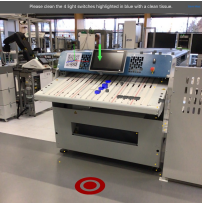 Please clean the 4 light switches highlighted in blue with a clean tissue.